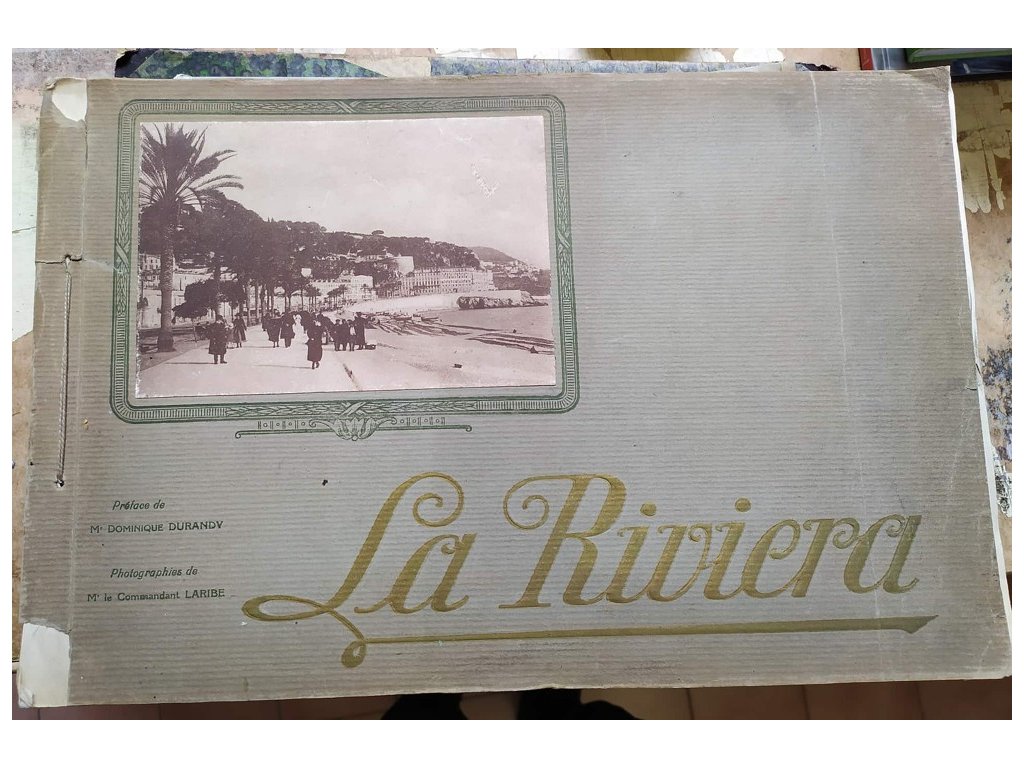 Préface de
Mr DOMINIQUE DURANDY
Photographies de
Mr le Commandant LARIBE
La Riviera